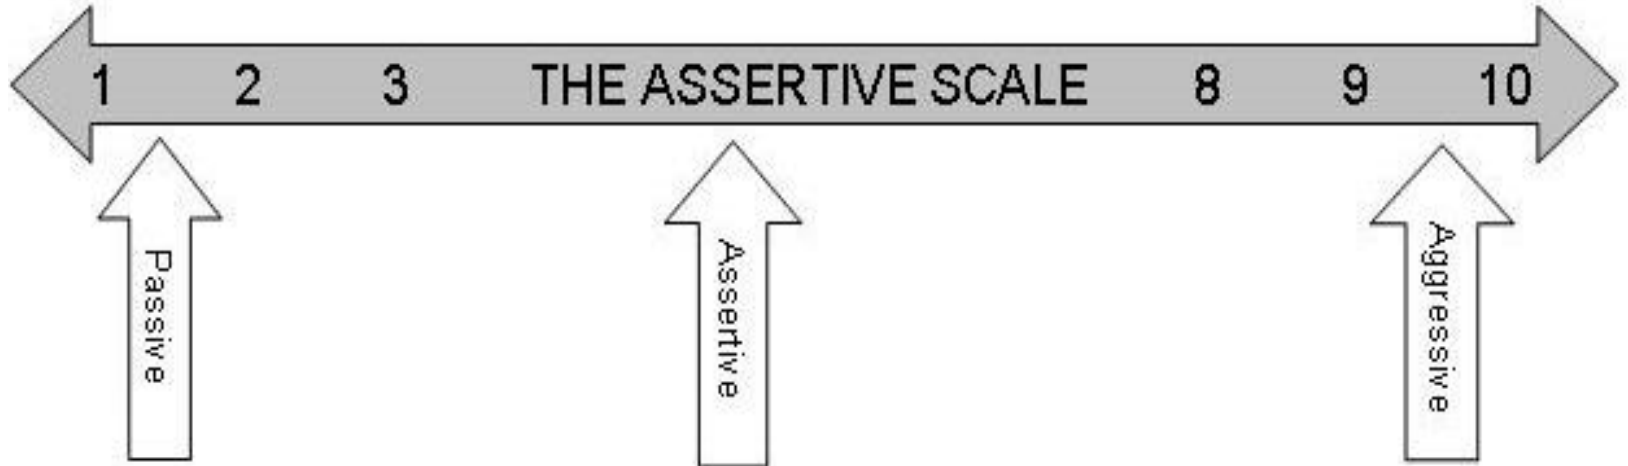 1 2 3 THE ASSERTIVE SCALE 8 9 10
Passive
Assertive
Aggressive